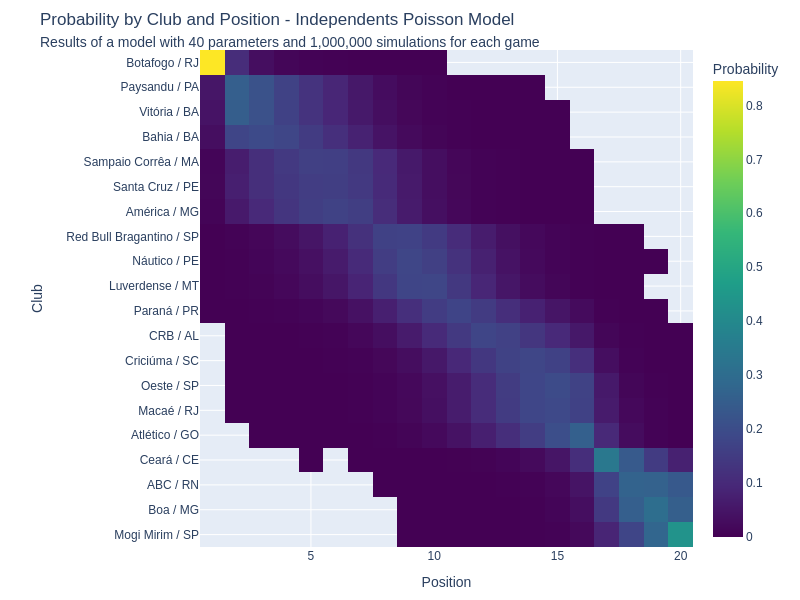 Probability by Club and Position - Independents Poisson Model
Results of a model with 40 parameters and 1,000,000 simulations for each game
Probability
Botafogo / RJ
Paysandu / PA
Vitória / BA
Bahia / BA
Sampaio Corrêa / MA
Santa Cruz / PE
América / MG
Red Bull Bragantino / SP
Náutico / PE
Luverdense / MT
Paraná / PR
CRB / AL
Criciúma / SC
Oeste / SP
Macaé / RJ
Atlético / GO
Ceará / CE
ABC / RN
Boa / MG
Mogi Mirim / SP
Club
5
10
15
20
Position
0.8
0.7
0.6
0.5
0.4
0.3
0.2
0.1
0